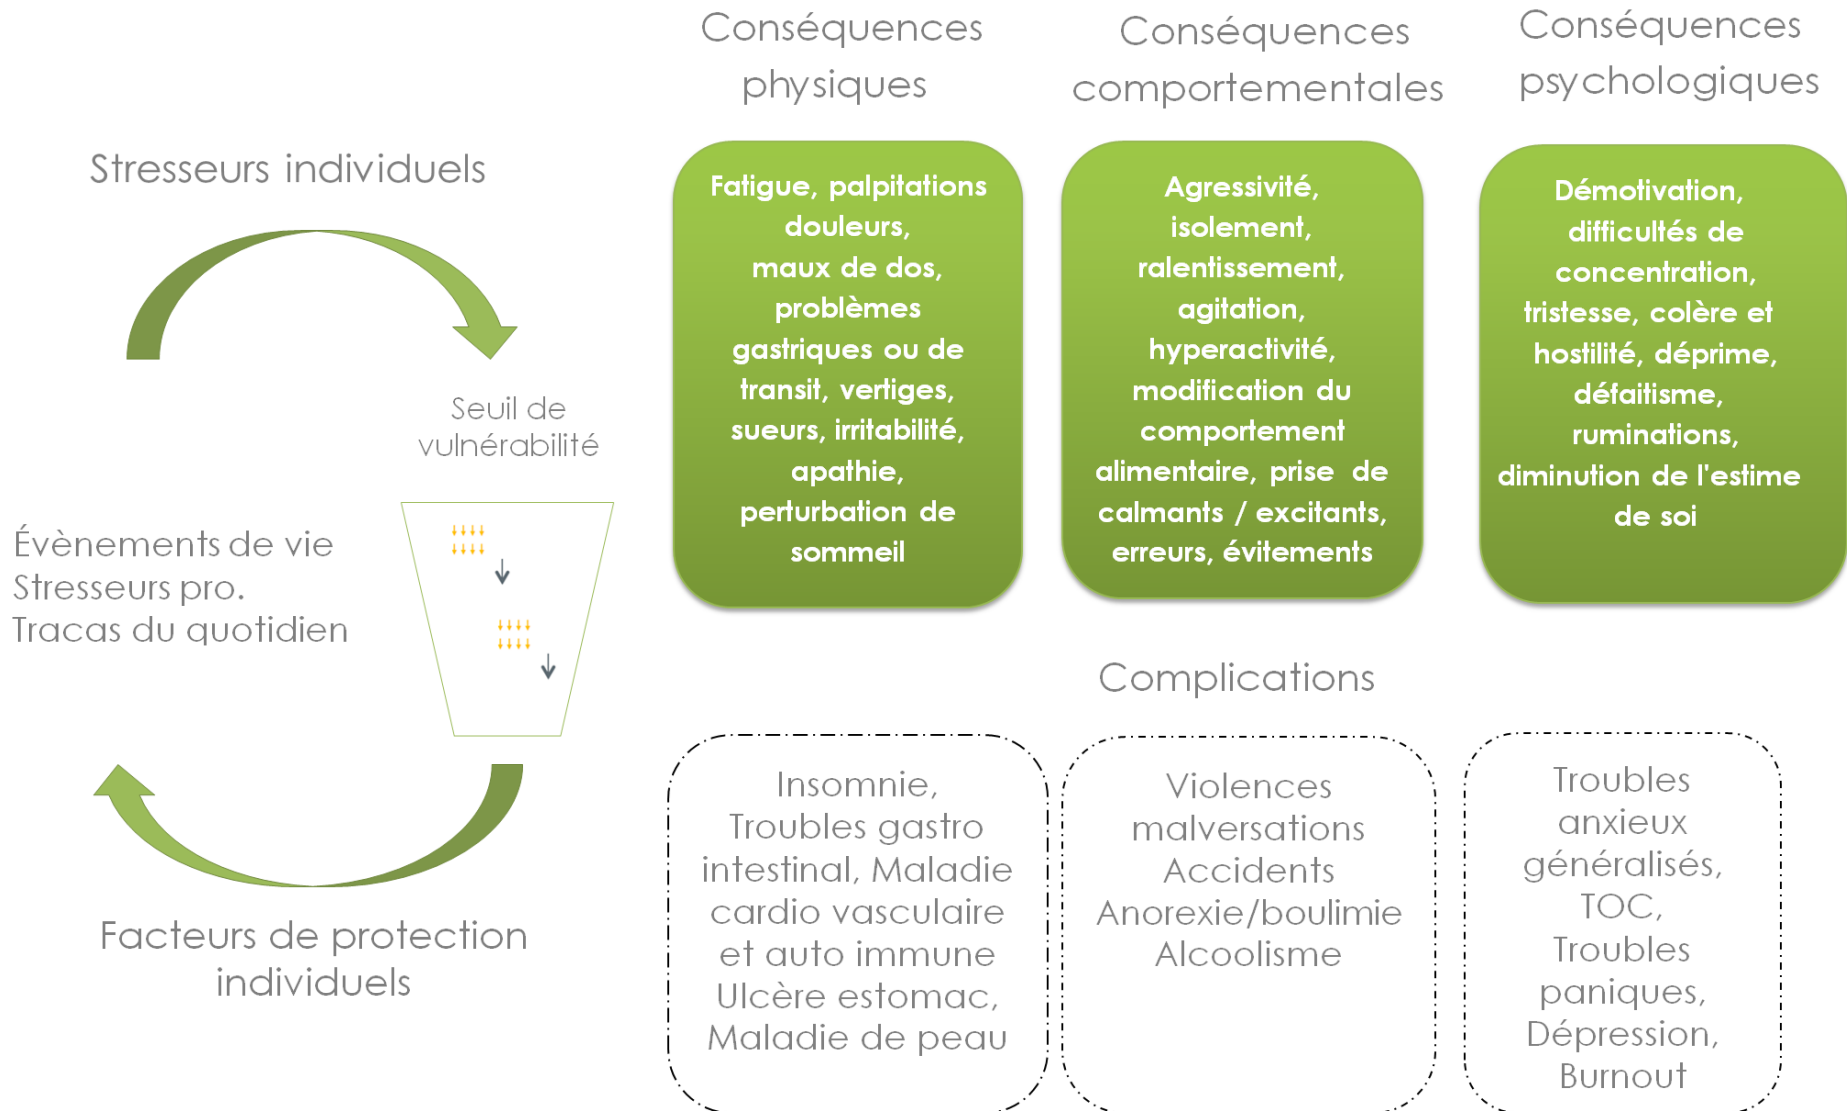 Stresseurs individuels
Seuil de
vulnérabilité
Évènements de vie
Stresseurs pro.
Tracas du quotidien
Facteurs de protection
individuels
Conséquences
physiques
Fatigue, palpitations
douleurs,
maux de dos,
problèmes
gastriques ou de
transit, vertiges,
sueurs, irritabilité,
apathie,
perturbation de
sommeil
Conséquences
comportementales
Agressivité,
isolement,
ralentissement,
agitation,
hyperactivité,
modification du
comportement
alimentaire, prise de
calmants / excitants,
erreurs, évitements
Conséquences
psychologiques
Démotivation,
difficultés de
concentration,
tristesse, colère et
hostilité, déprime,
défaitisme,
ruminations,
diminution de l'estime
de soi
Complications
Insomnie,
Troubles gastro
intestinal, Maladie
cardio vasculaire
et auto immune
Ulcère estomac,
Maladie de peau
Violences
malversations
Accidents
Anorexie/boulimie
Alcoolisme
Troubles
anxieux
généralisés,
TOC,
Troubles
paniques,
Dépression,
Burnout